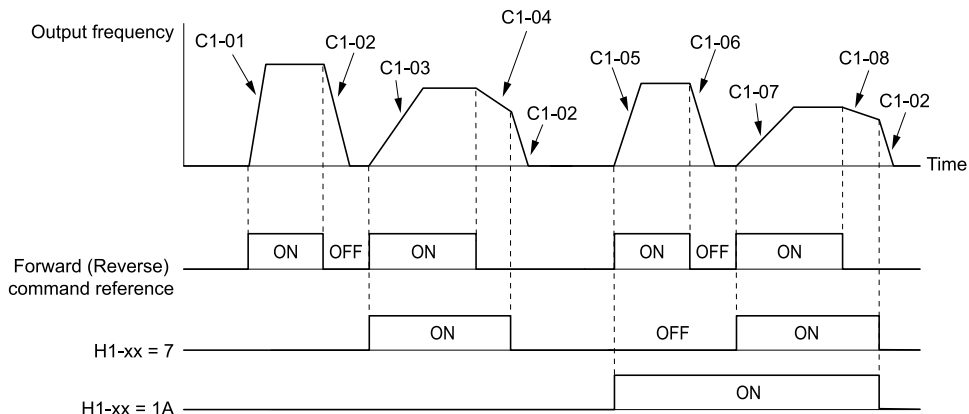 Output frequency
C1-01
C1-02
C1-03
C1-04
C1-02
C1-05
C1-06
C1-07
C1-08
C1-02
Time
Forward (Reverse)
command reference
ON
OFF
ON
ON
OFF
ON
H1-xx = 7
ON
OFF
ON
H1-xx = 1A
ON